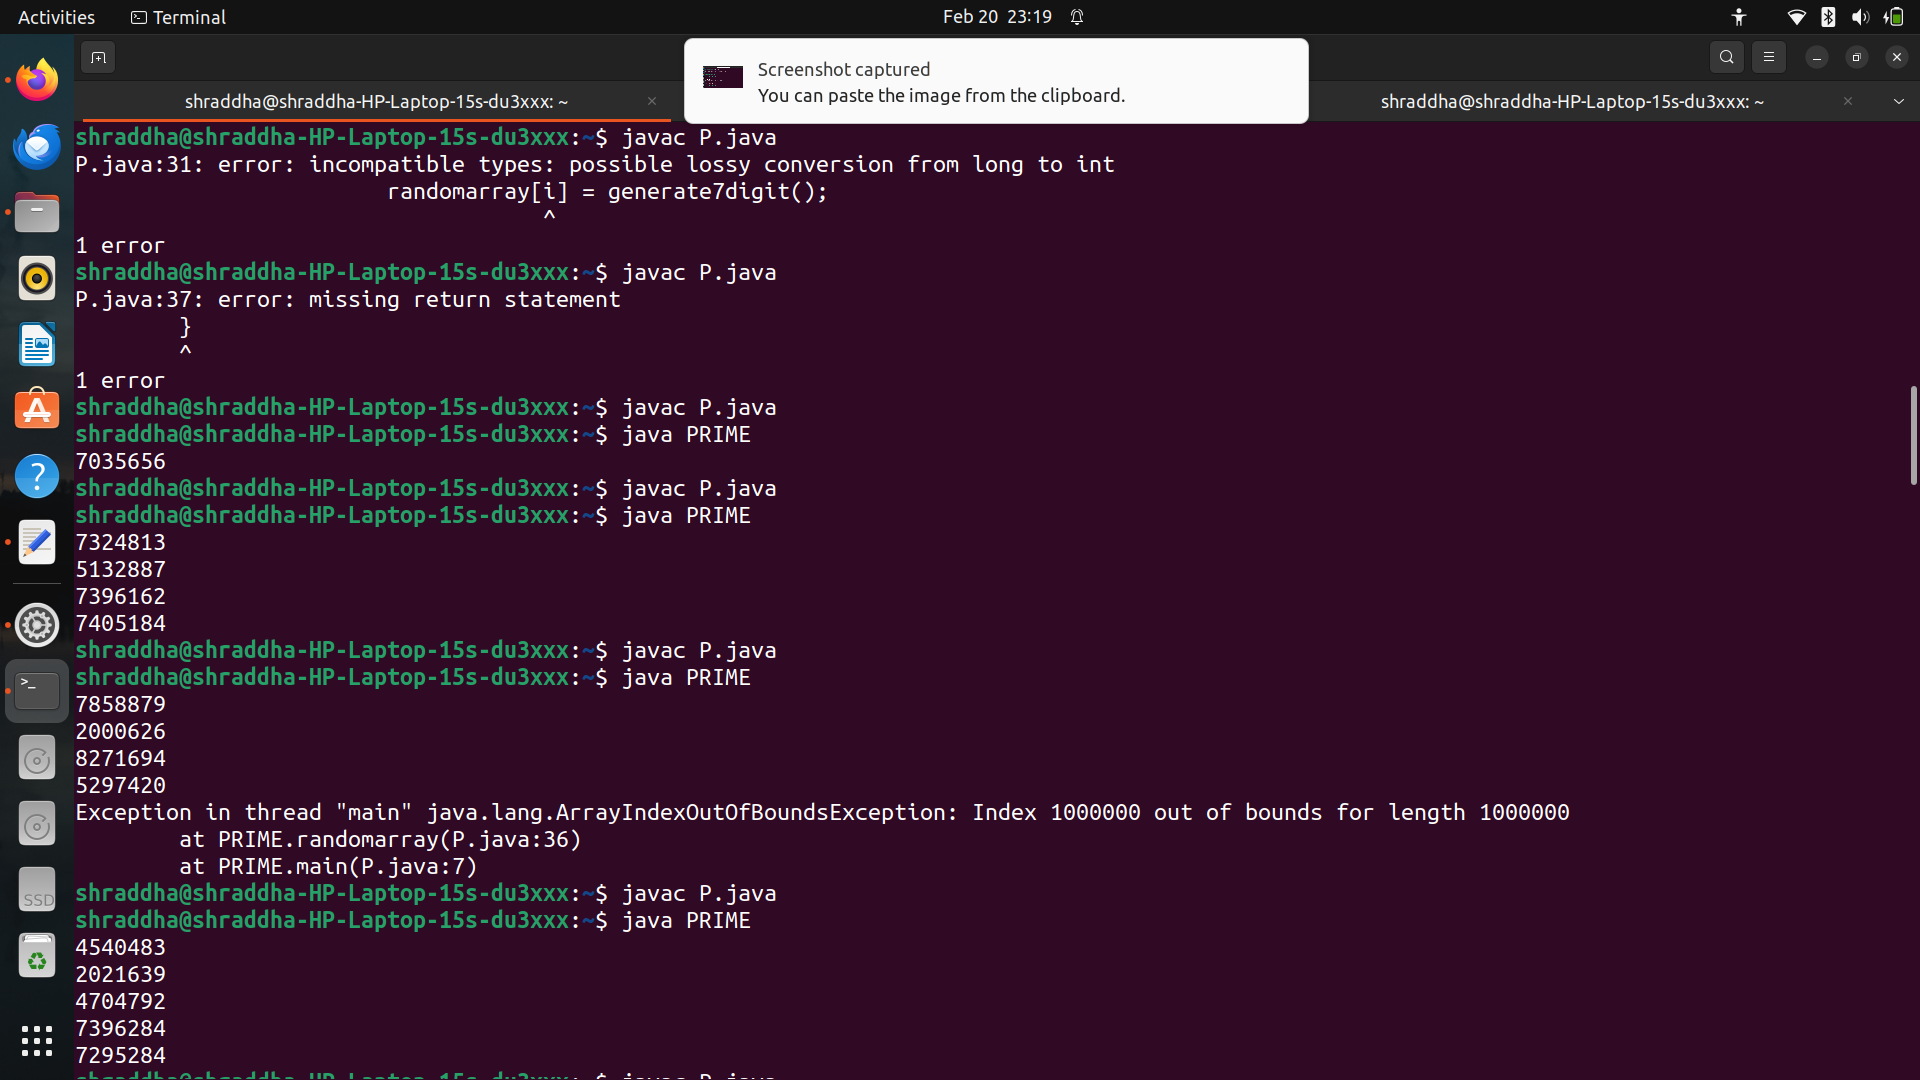 Activities
Terminal
Feb 20 23:19
Screenshot captured
You can paste the image from the clipboard.
shraddha@shraddha-HP-Laptop-15s-du3xxx: ~
shraddha@shraddha-HP-Laptop-15s-du3xxx: ~
shraddha@shraddha-HP-Laptop-15s-du3xxx:~$ javac P.java
P.java:31: error: incompatible types: possible lossy conversion from long to int
randomarray[i] = generate7digit();
^
1 error
shraddha@shraddha-HP-Laptop-15s-du3xxx:~$ javac P.java
P.java:37: error: missing return statement
}
^
1 error
shraddha@shraddha-HP-Laptop-15s-du3xxx:~$ javac P.java
shraddha@shraddha-HP-Laptop-15s-du3xxx:~$ java PRIME
7035656
shraddha@shraddha-HP-Laptop-15s-du3xxx:~$ javac P.java
shraddha@shraddha-HP-Laptop-15s-du3xxx:~$ java PRIME
7324813
5132887
7396162
7405184
shraddha@shraddha-HP-Laptop-15s-du3xxx:~$ javac P.java
shraddha@shraddha-HP-Laptop-15s-du3xxx:~$ java PRIME
7858879
2000626
8271694
5297420
Exception in thread "main" java.lang.ArrayIndexOutOfBoundsException: Index 1000000 out of bounds for length 1000000
at PRIME.randomarray(P.java:36)
at PRIME.main(P.java:7)
shraddha@shraddha-HP-Laptop-15s-du3xxx:~$ javac P.java
shraddha@shraddha-HP-Laptop-15s-du3xxx:~$ java PRIME
4540483
2021639
4704792
7396284
7295284
shraddha@shraddha-HP-Laptop-15s-du3xxx:~$ javac P.java
SSD